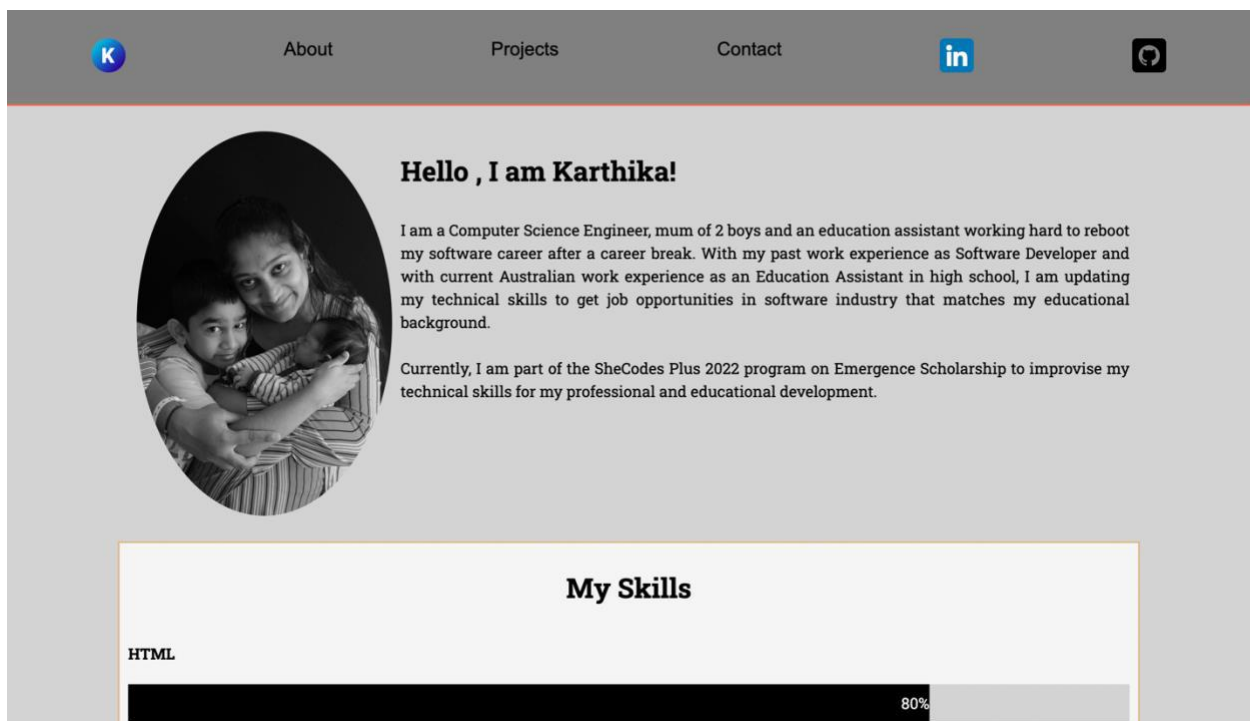 K
About
Projects
Contact
in
Hello , I am Karthika!
I am a Computer Science Engineer, mum of 2 boys and an education assistant working hard to reboot
my software career after a career break. With my past work experience as Software Developer and
with current Australian work experience as an Education Assistant in high school, I am updating
my technical skills to get job opportunities in software industry that matches my educational
background.
Currently, I am part of the SheCodes Plus 2022 program on Emergence Scholarship to improvise my
technical skills for my professional and educational development.
My Skills
HTML
80%